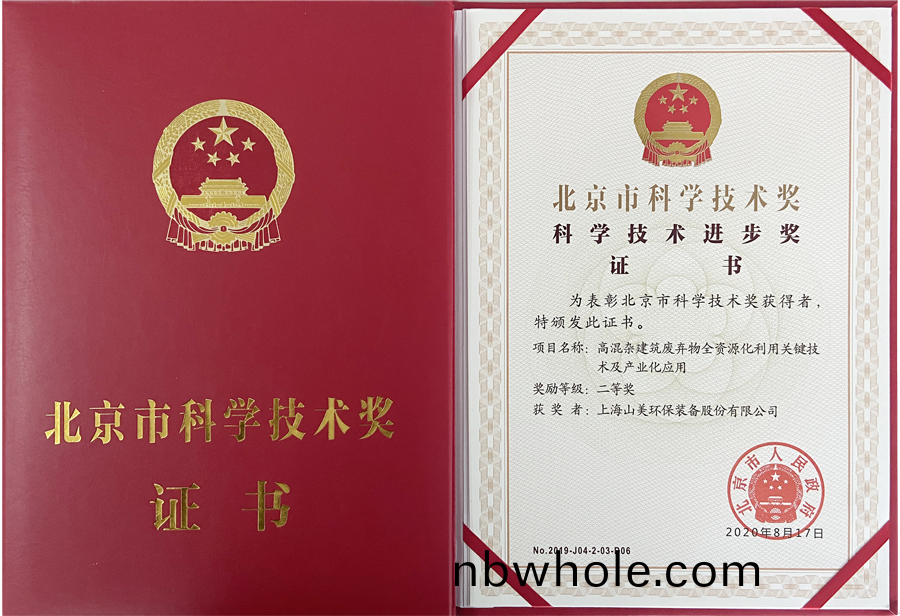 北京市科学技术奖
证书
北京市科学技术奖
科学技术进步奖
证书
为表彰北京市科学技术奖获得者，
特颁发此证书。
项目名称：高混杂建筑废弃物全资源化利用关键技
术及产业化应用
奖励等级：二等奖
获奖者：上海山美环保装备股份有限公司
北京市人民政府
2020年8月17日
No.2019-J04-2-03-D06
nbwhole.com